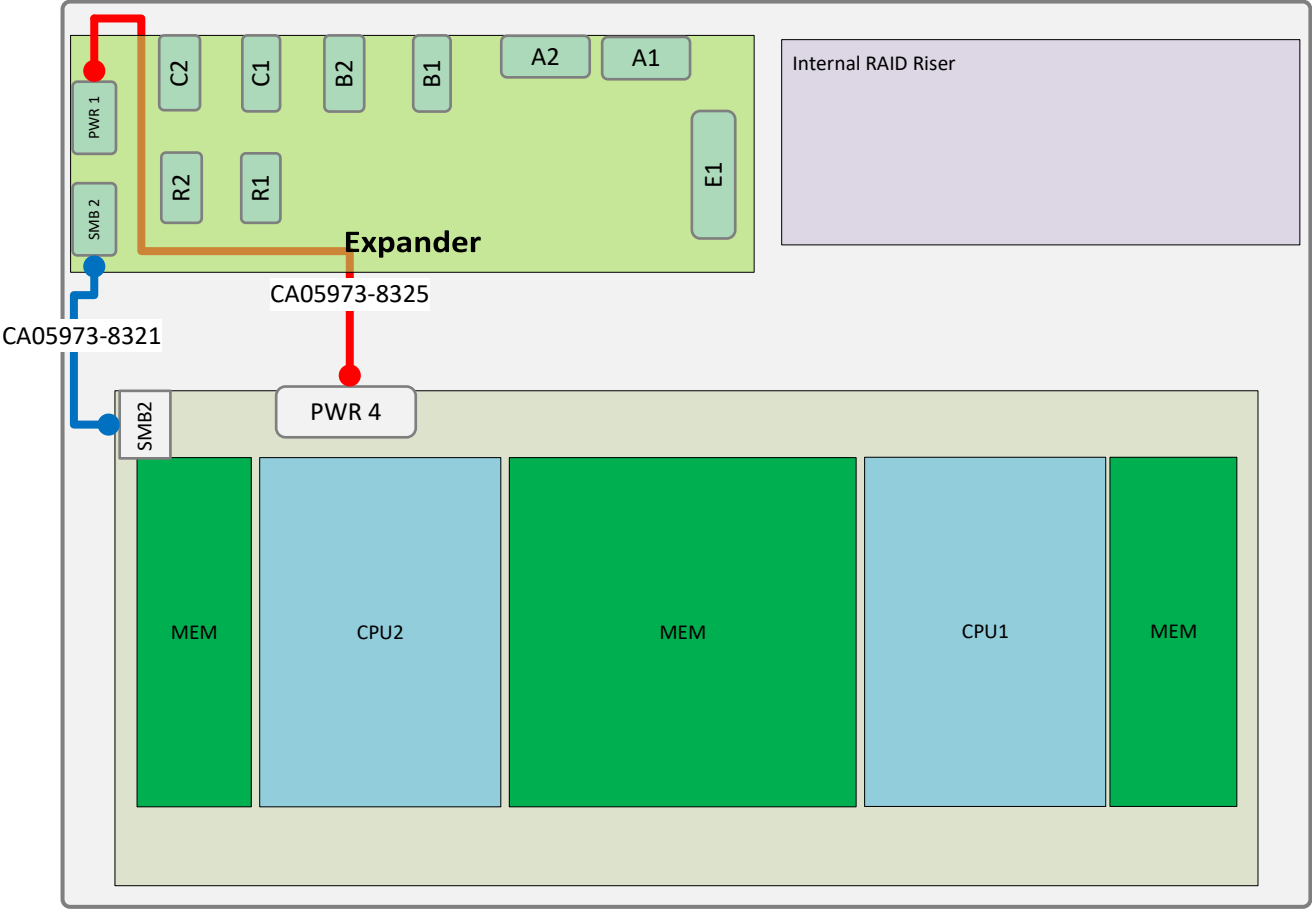 C2
C1
B2
B1
A2
A1
Internal RAID Riser
PWR 1
SMB 2
R2
R1
E1
Expander
CA05973-8325
CA05973-8321
SMB2
PWR 4
MEM
CPU2
MEM
CPU1
MEM